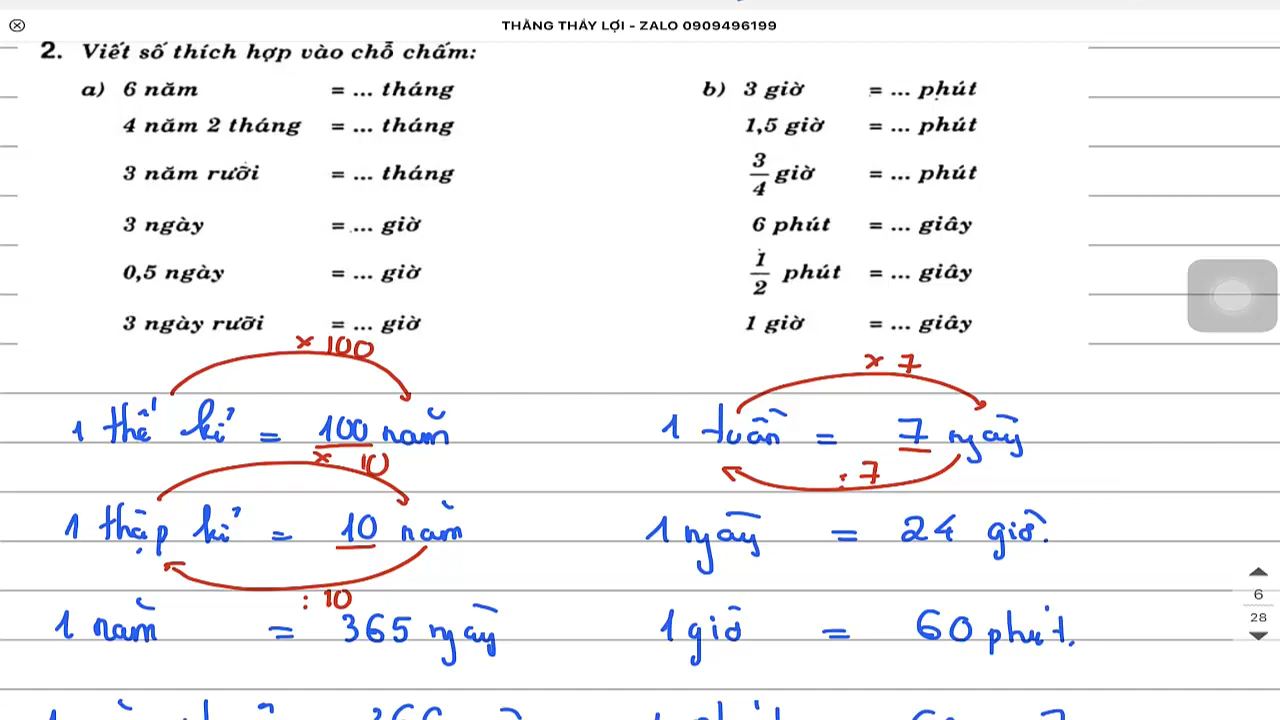 THẦNG THẦY LỢI - ZALO 0909496199
2. Viết số thích hợp vào chỗ chấm:
a) 6 năm = ... tháng
4 năm 2 tháng = ... tháng
3 năm rưỡi = ... tháng
3 ngày = ... giờ
0,5 ngày = ... giờ
3 ngày rưỡi = ... giờ
b) 3 giờ = ... phút
1,5 giờ = ... phút
3/4 giờ = ... phút
6 phút = ... giây
1/2 phút = ... giây
1 giờ = ... giây
x 100
1 thế kỉ = 100 năm
x 10
1 thập kỉ = 10 năm
: 10
1 năm = 365 ngày
x 7
1 tuần = 7 ngày
: 7
1 ngày = 24 giờ.
1 giờ = 60 phút.
6
28